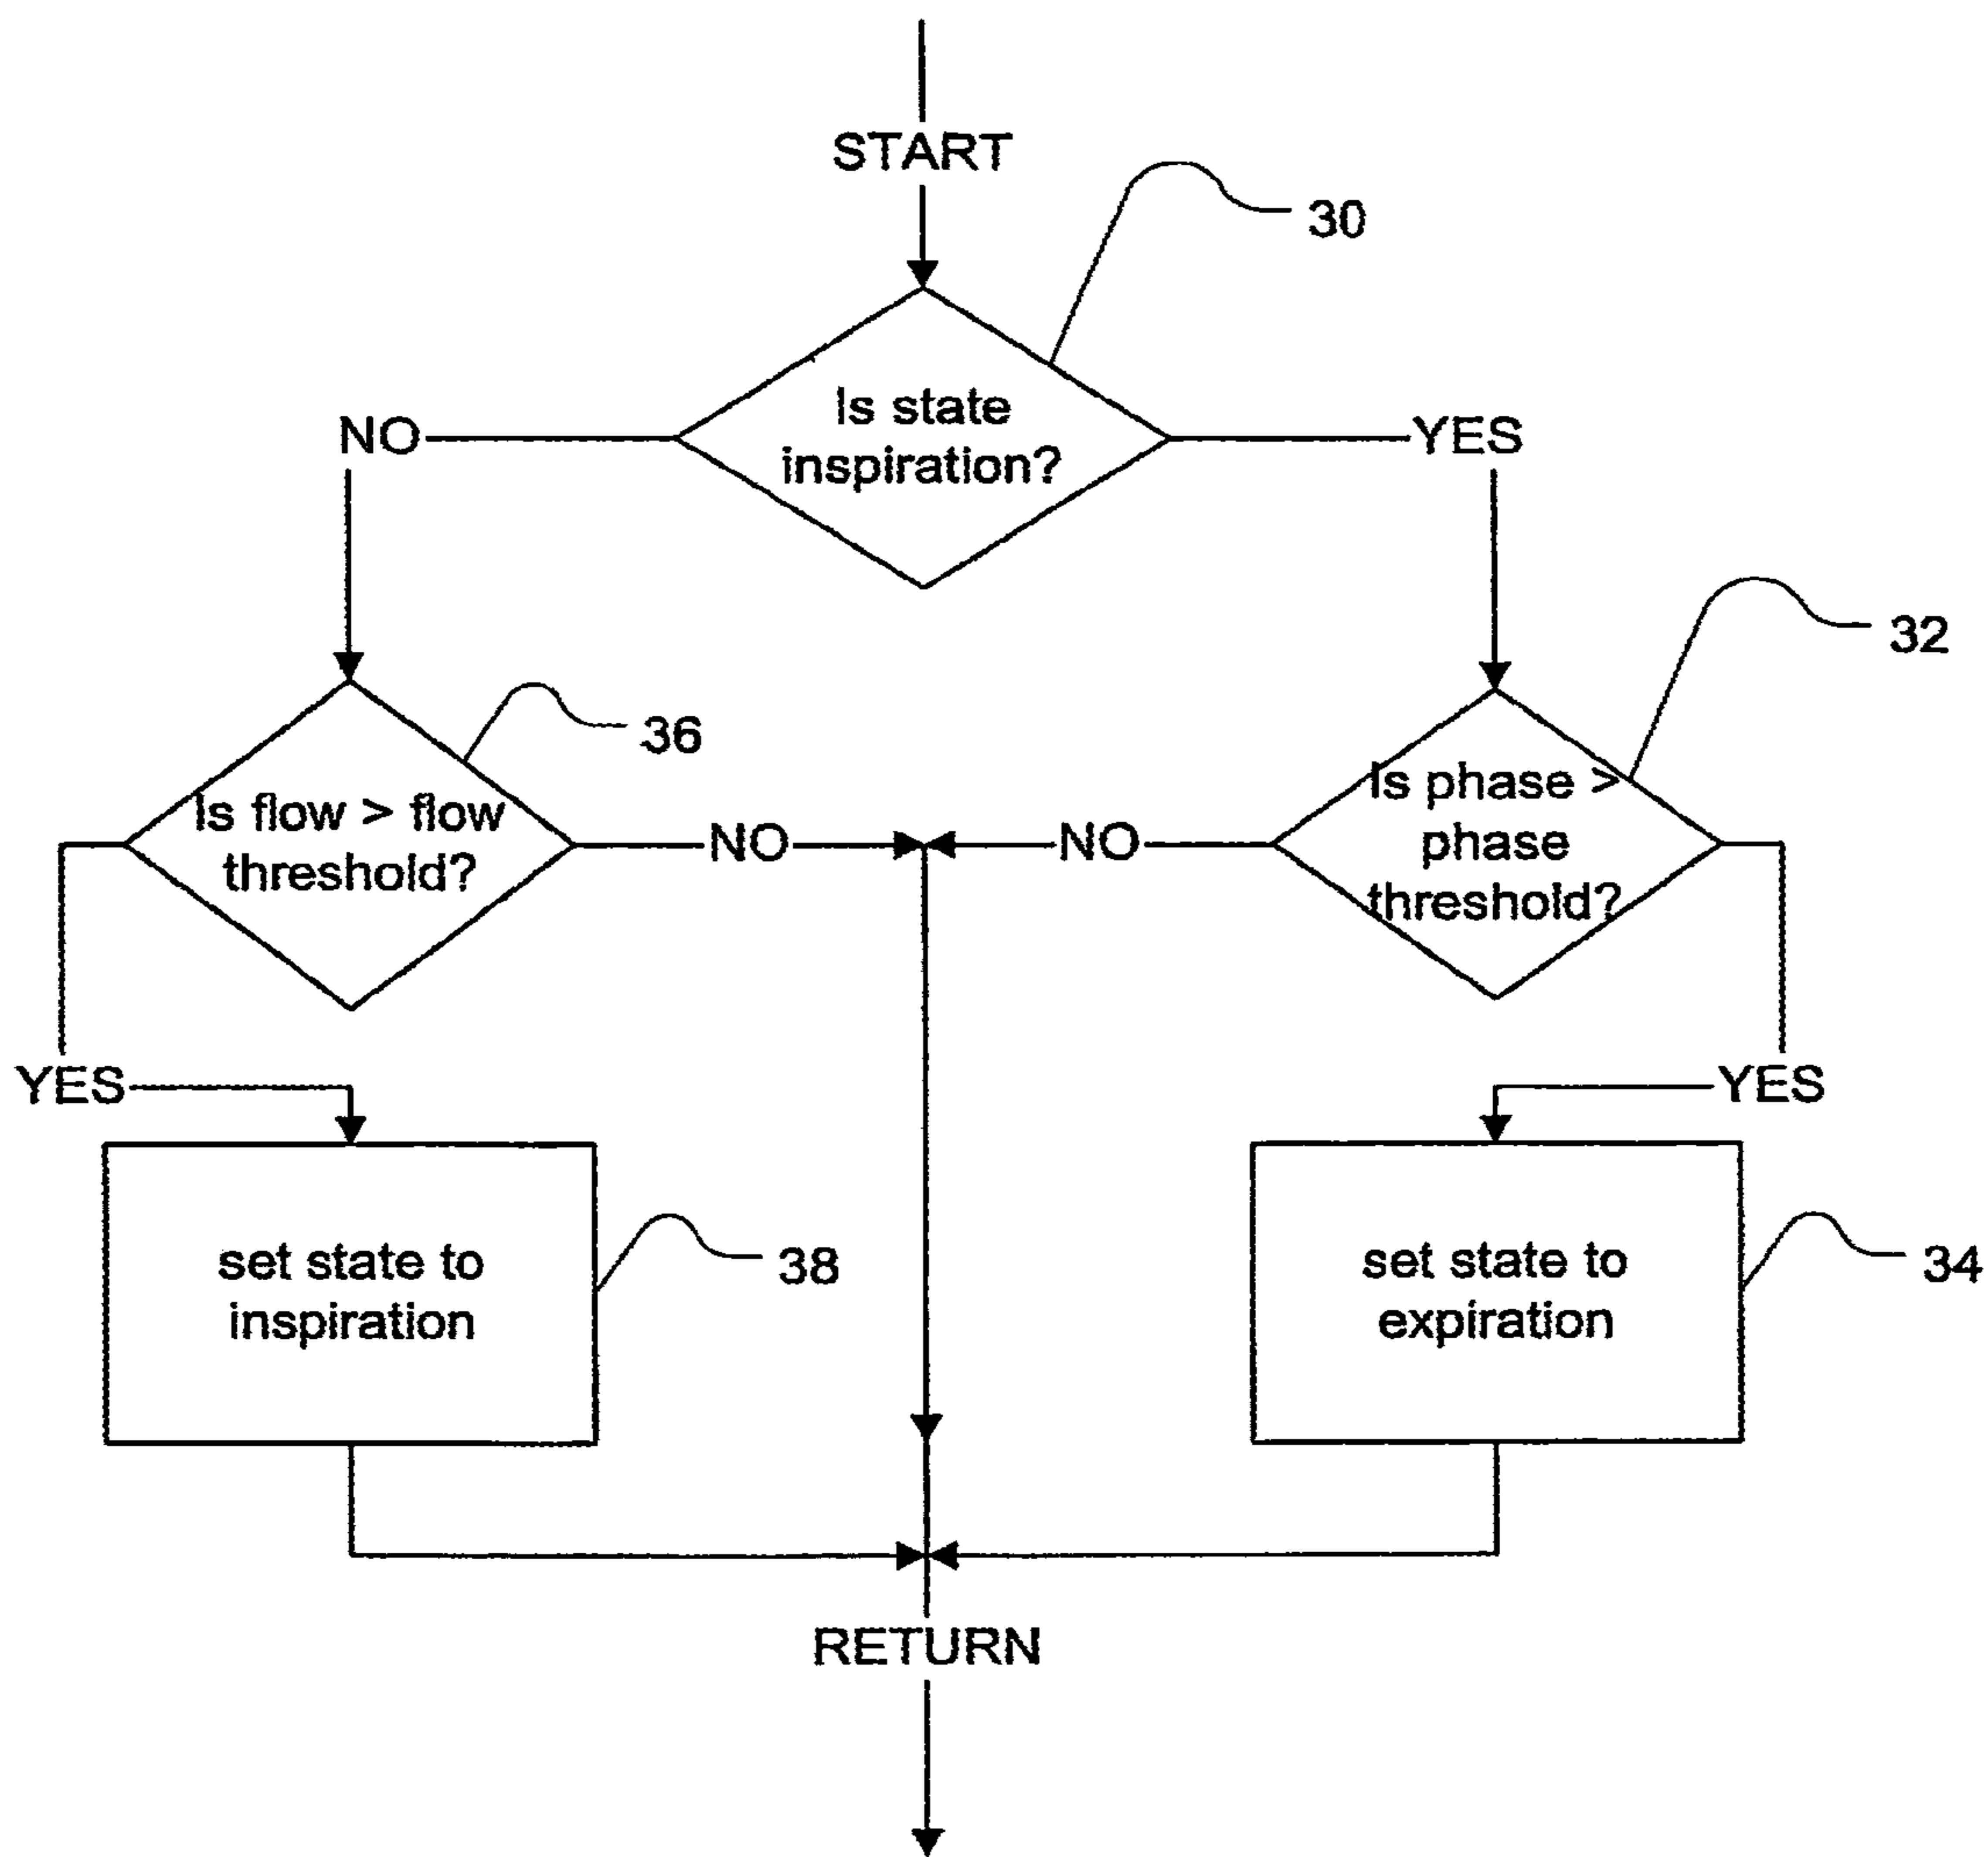 START
30
Is state
inspiration?
NO
YES
32
36
Is flow > flow
threshold?
NO
NO
Is phase >
phase
threshold?
YES
YES
set state to
inspiration
38
set state to
expiration
34
RETURN